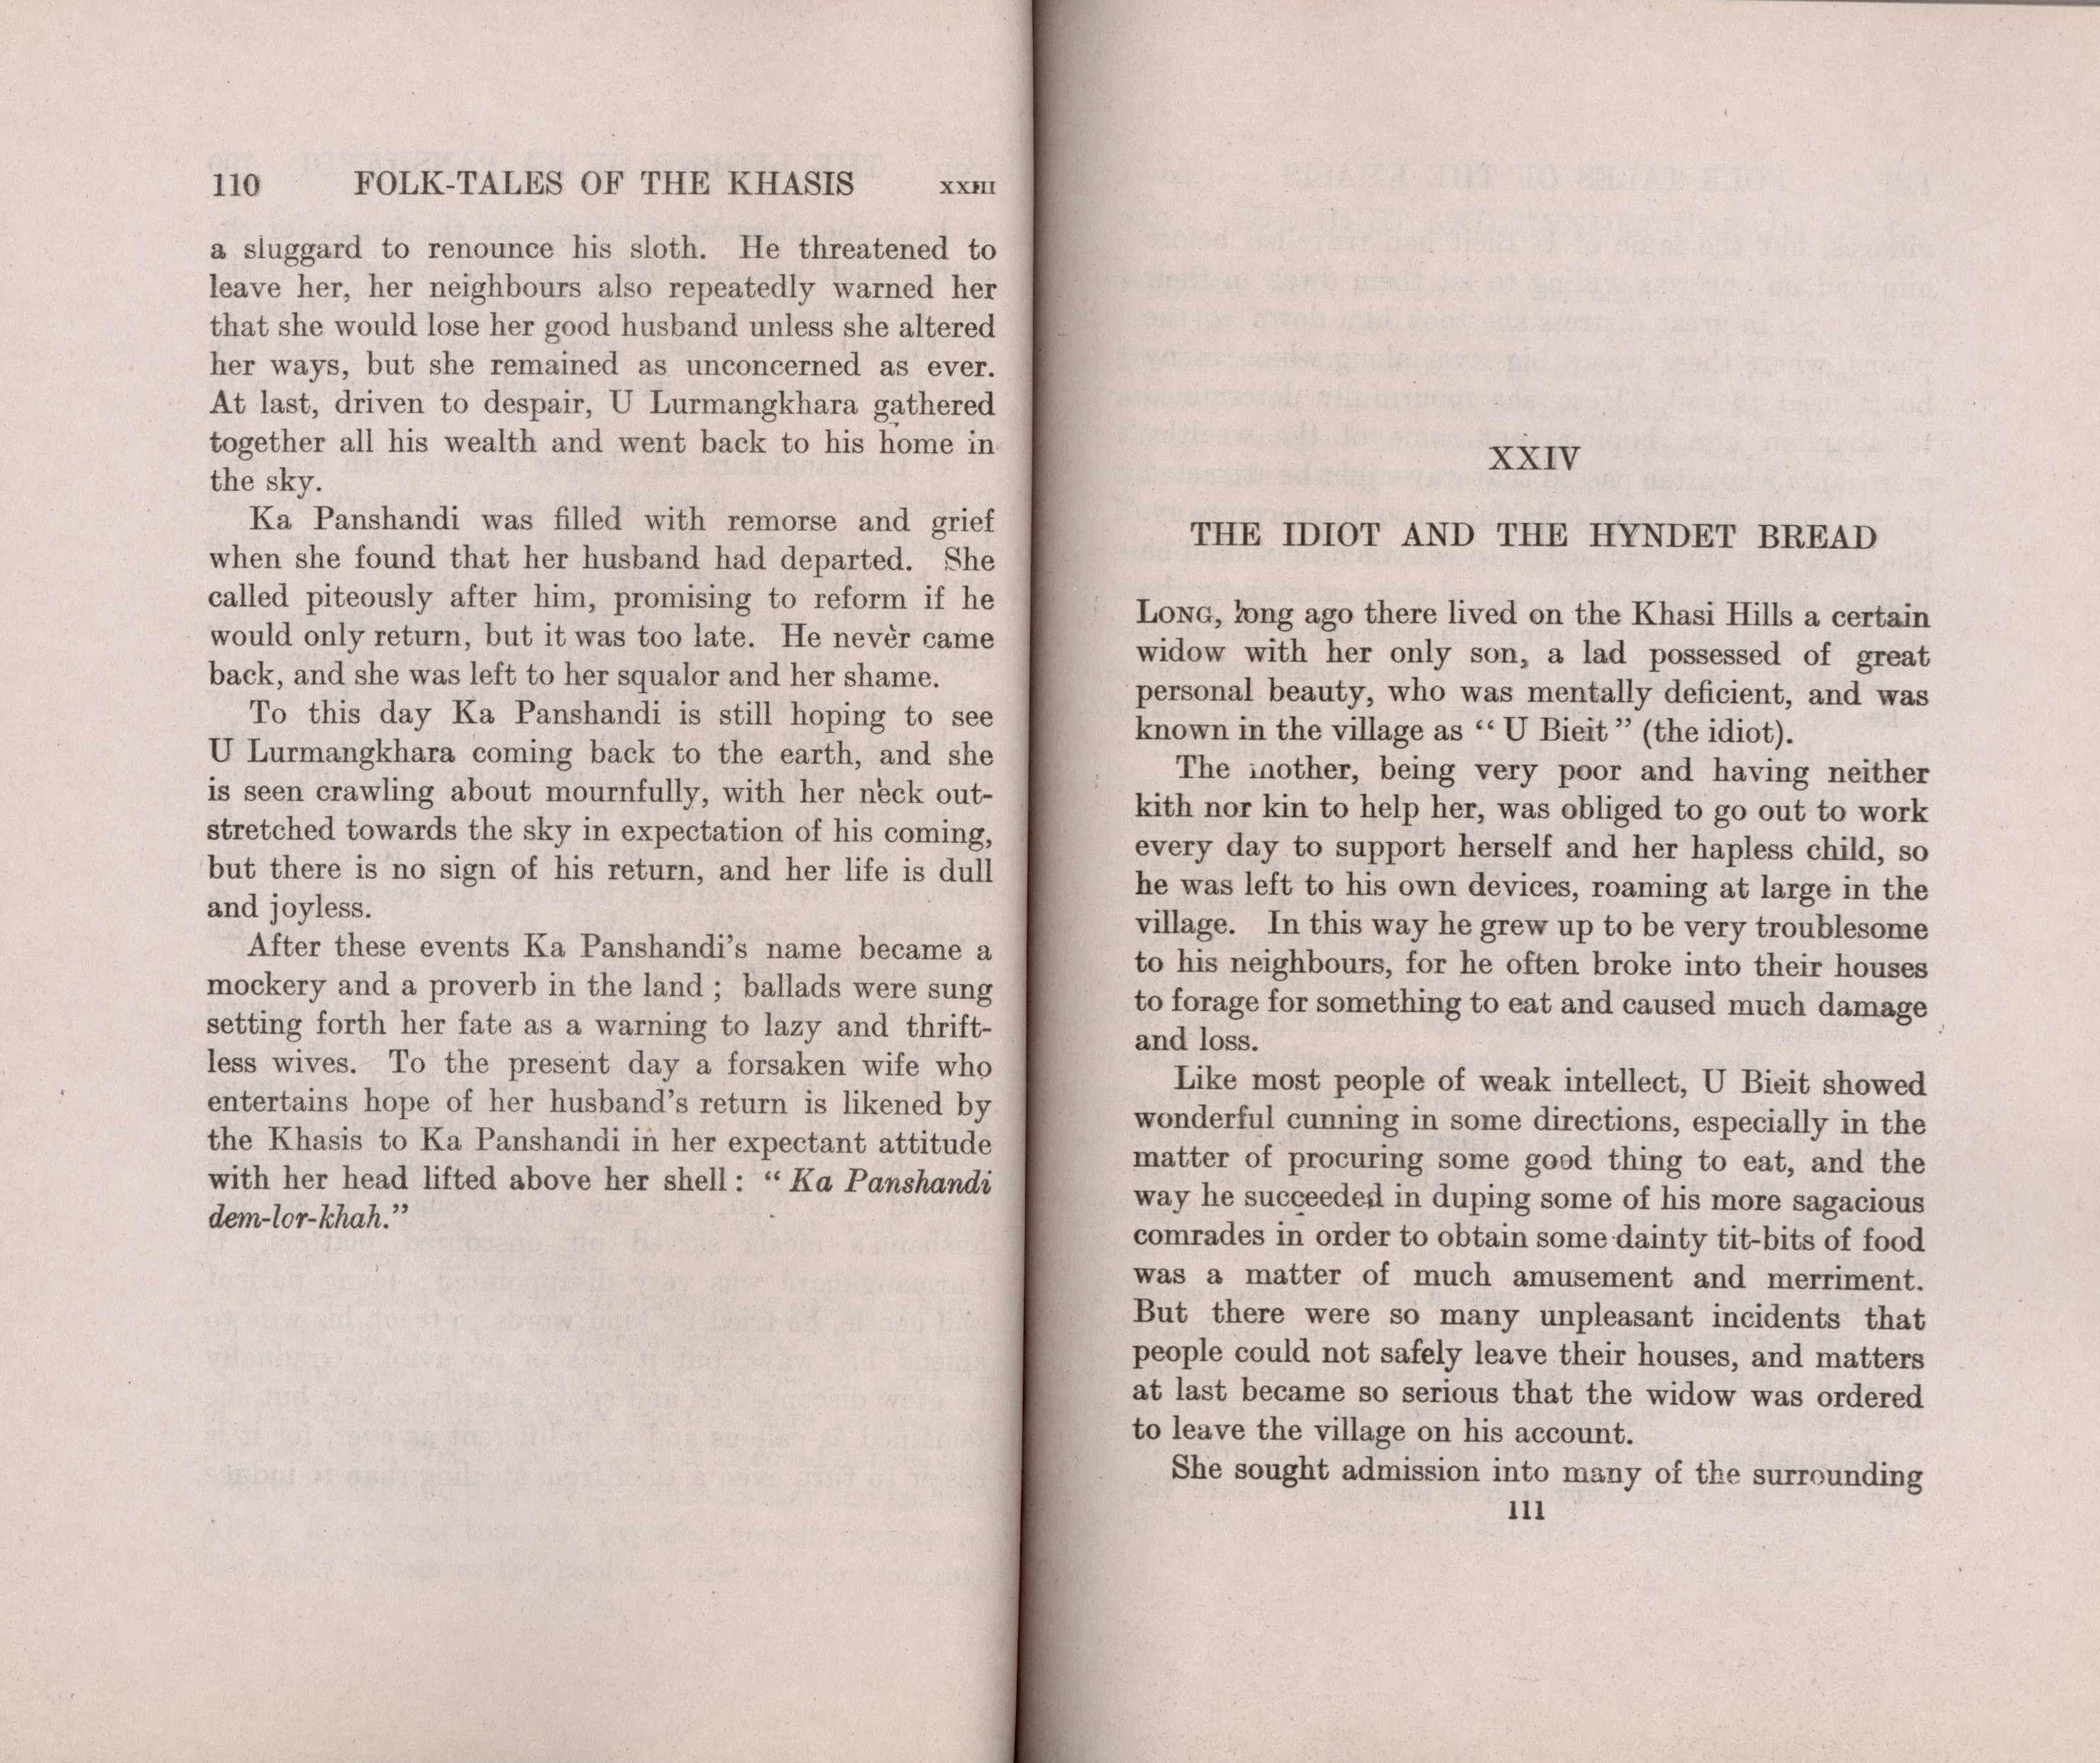 110 FOLK-TALES OF THE KHASIS XXIII
a sluggard to renounce his sloth. He threatened to
leave her, her neighbours also repeatedly warned her
that she would lose her good husband unless she altered
her ways, but she remained as unconcerned as ever.
At last, driven to despair, U Lurmangkhara gathered
together all his wealth and went back to his home in
the sky.
Ka Panshandi was filled with remorse and grief
when she found that her husband had departed. She
called piteously after him, promising to reform if he
would only return, but it was too late. He never came
back, and she was left to her squalor and her shame.
To this day Ka Panshandi is still hoping to see
U Lurmangkhara coming back to the earth, and she
is seen crawling about mournfully, with her neck out-
stretched towards the sky in expectation of his coming,
but there is no sign of his return, and her life is dull
and joyless.
After these events Ka Panshandi's name became a
mockery and a proverb in the land ; ballads were sung
setting forth her fate as a warning to lazy and thrift-
less wives. To the present day a forsaken wife who
entertains hope of her husband's return is likened by
the Khasis to Ka Panshandi in her expectant attitude
with her head lifted above her shell : “ Ka Panshandi
dem-lor-khah.”
XXIV
THE IDIOT AND THE HYNDET BREAD
LONG, long ago there lived on the Khasi Hills a certain
widow with her only son, a lad possessed of great
personal beauty, who was mentally deficient, and was
known in the village as “ U Bieit ” (the idiot).
The mother, being very poor and having neither
kith nor kin to help her, was obliged to go out to work
every day to support herself and her hapless child, so
he was left to his own devices, roaming at large in the
village. In this way he grew up to be very troublesome
to his neighbours, for he often broke into their houses
to forage for something to eat and caused much damage
and loss.
Like most people of weak intellect, U Bieit showed
wonderful cunning in some directions, especially in the
matter of procuring some good thing to eat, and the
way he succeeded in duping some of his more sagacious
comrades in order to obtain some dainty tit-bits of food
was a matter of much amusement and merriment.
But there were so many unpleasant incidents that
people could not safely leave their houses, and matters
at last became so serious that the widow was ordered
to leave the village on his account.
She sought admission into many of the surrounding
111